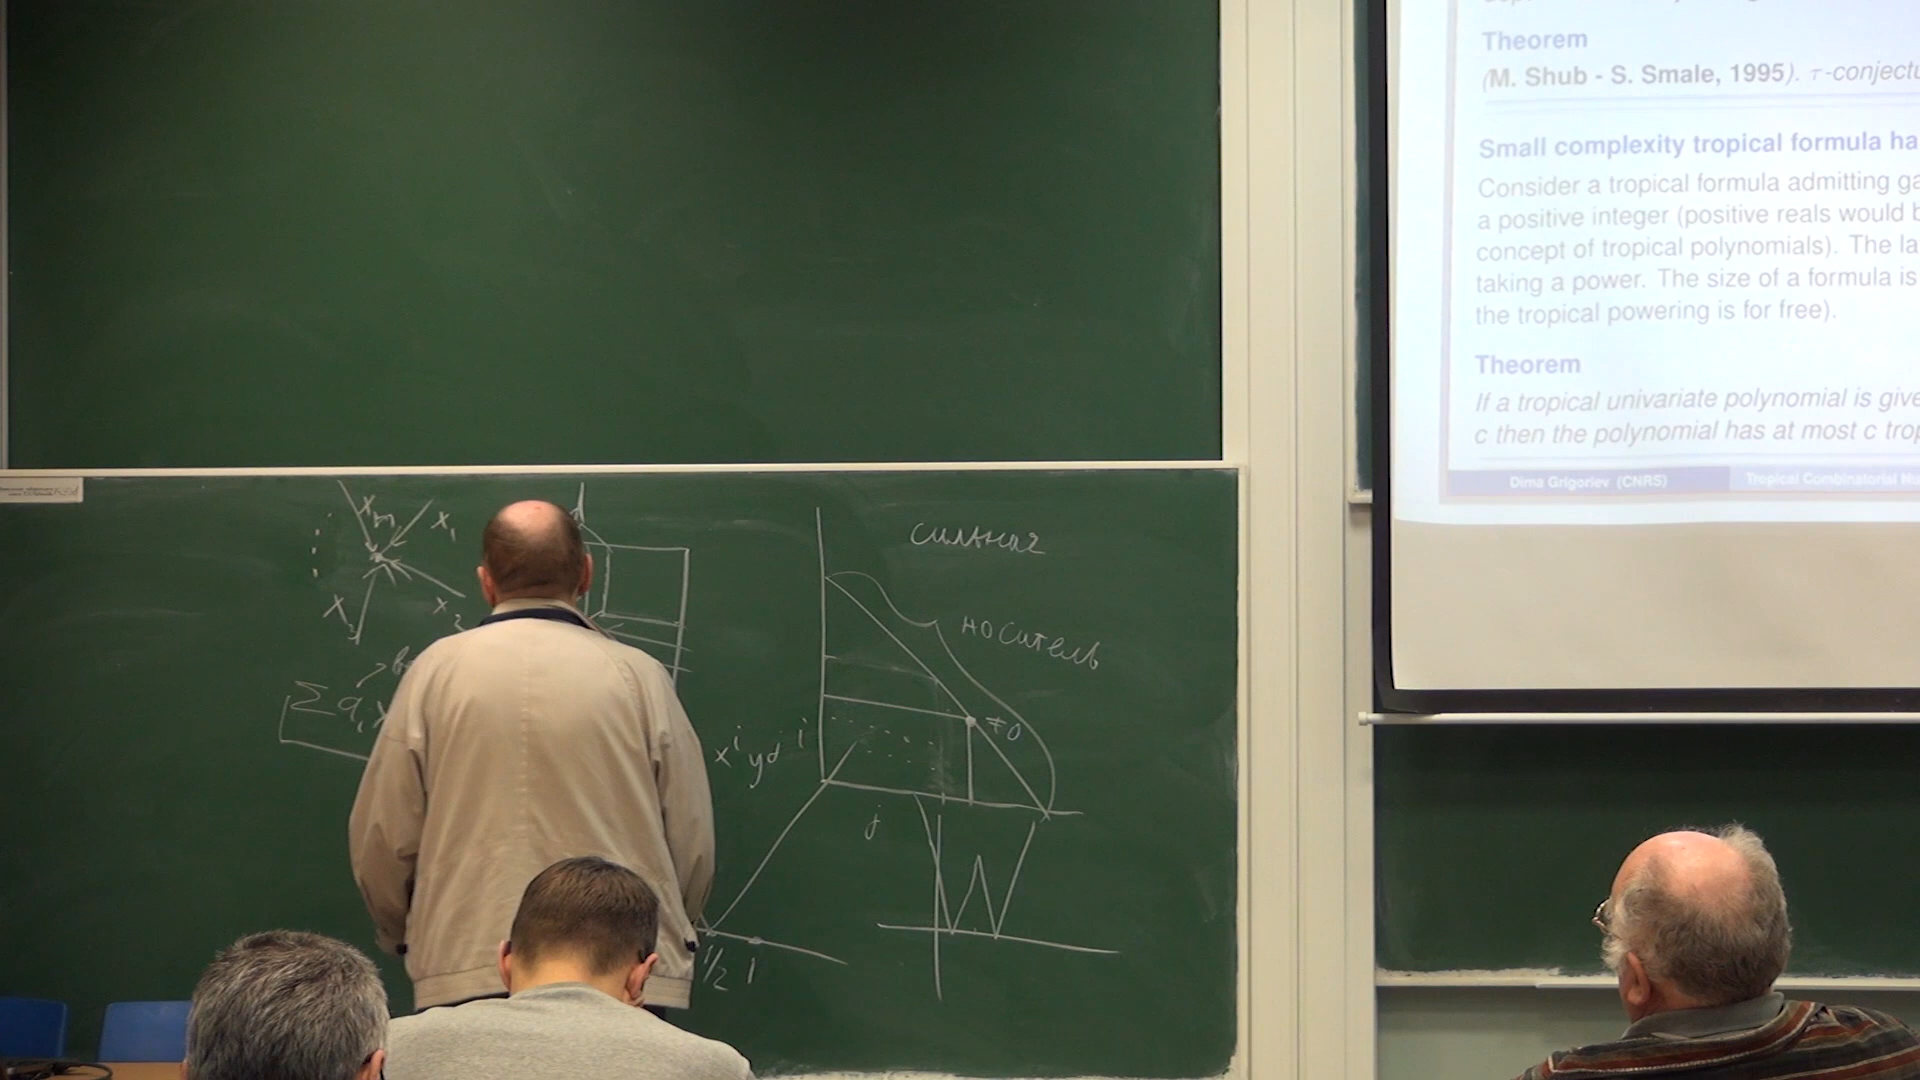 Theorem
(M. Shub - S. Smale, 1995). τ-conjectu
Small complexity tropical formula ha
Consider a tropical formula admitting ga
a positive integer (positive reals would b
concept of tropical polynomials). The la
taking a power. The size of a formula is
the tropical powering is for free).
Theorem
If a tropical univariate polynomial is give
c then the polynomial has at most c trop
Dima Grigoriev (CNRS)
Tropical Combinatorial Nu
x_m
x_1
x_2
x_3
сильная
носитель
≠0
x^i y^j
i
j
1/2 1